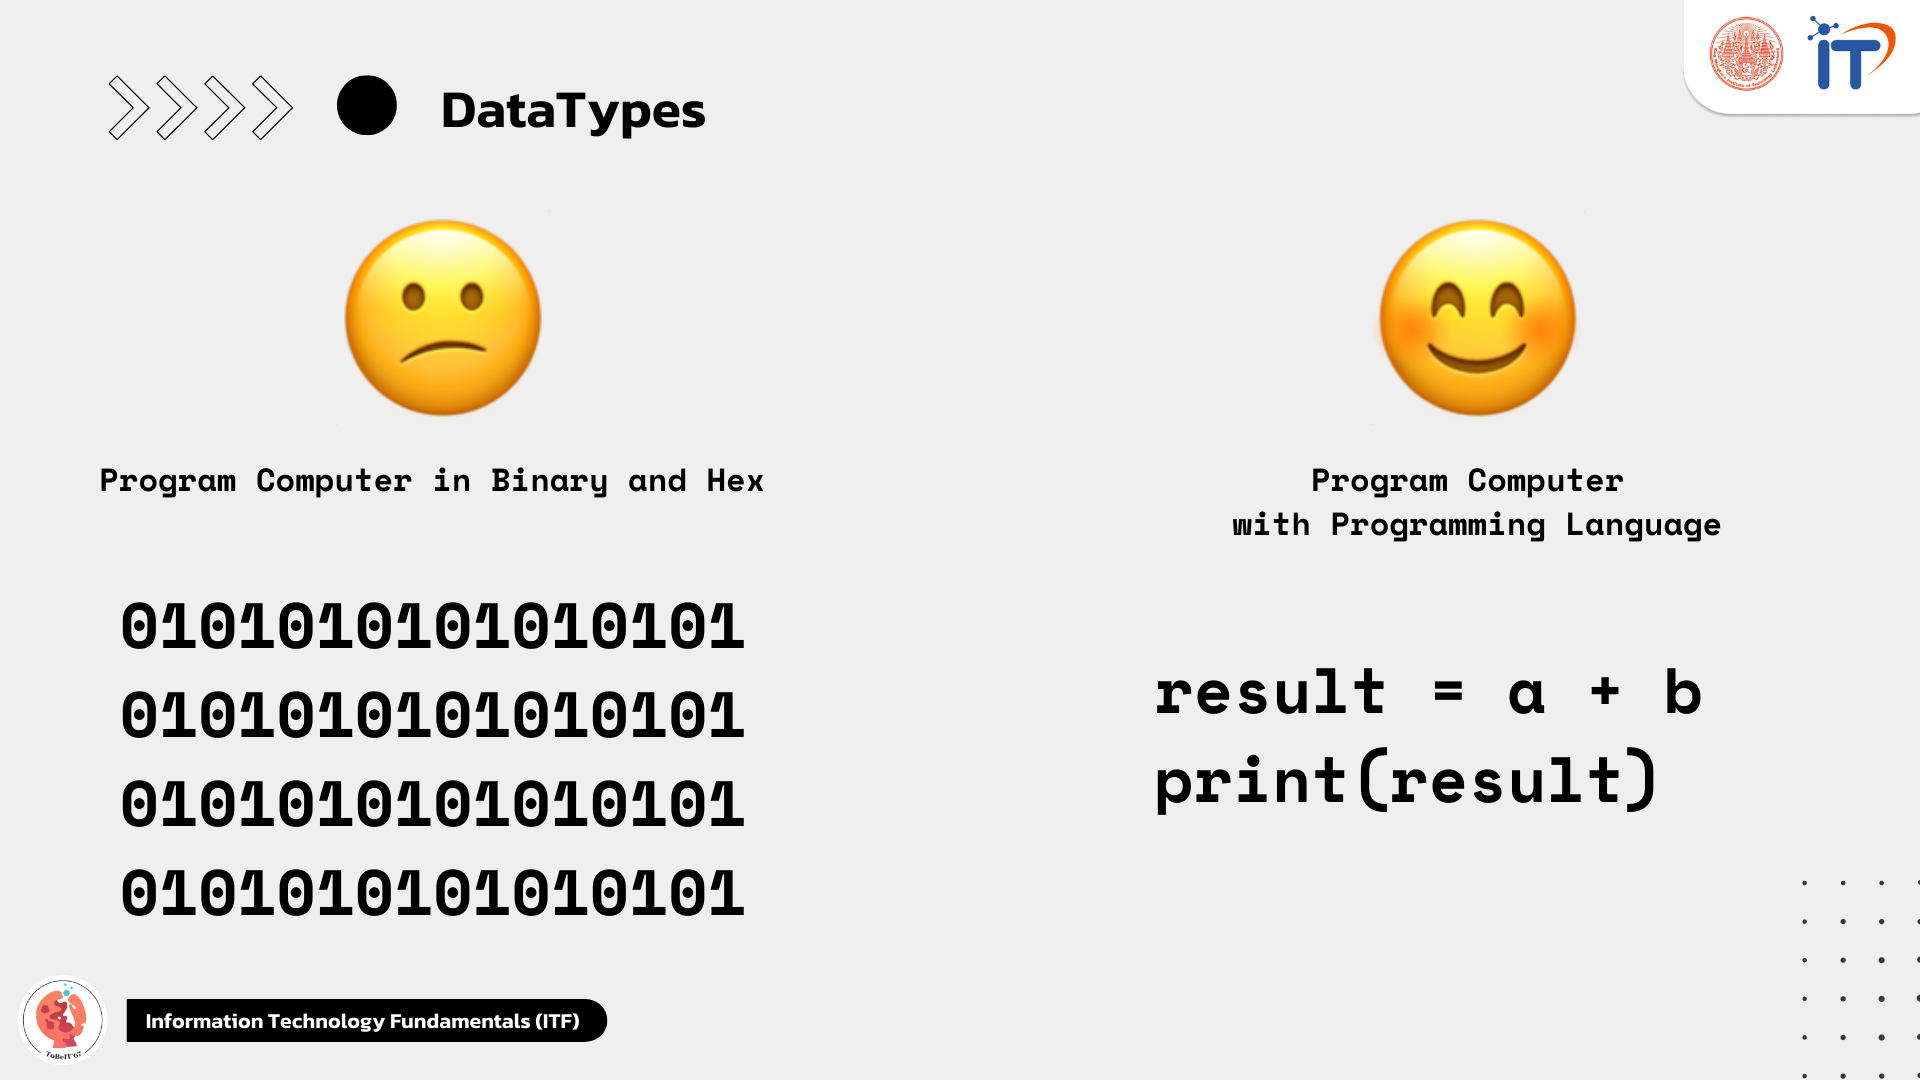 DataTypes
Program Computer in Binary and Hex
0101010101010101
0101010101010101
0101010101010101
0101010101010101
Program Computer
with Programming Language
result = a + b
print(result)
IT
ToBeIT'67
Information Technology Fundamentals (ITF)